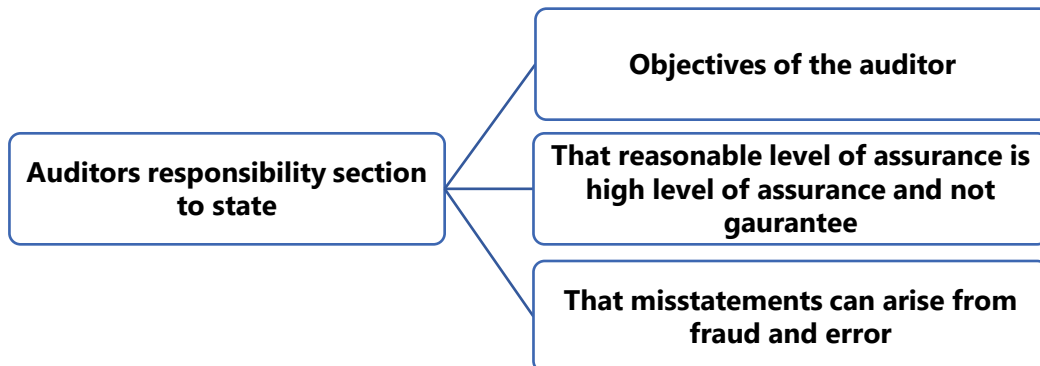 Auditors responsibility section
to state
Objectives of the auditor
That reasonable level of assurance is
high level of assurance and not
gaurantee
That misstatements can arise from
fraud and error